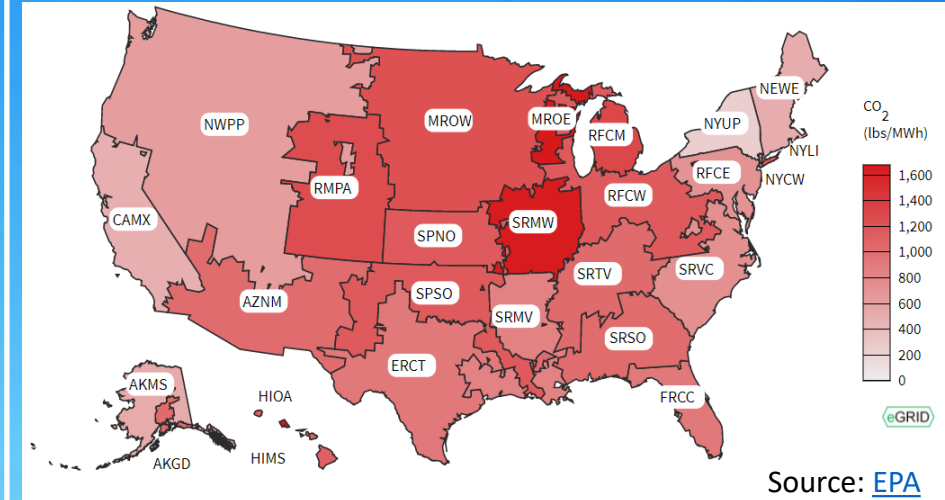 NEWE
CO2
(lbs/MWh)
NWPP
MROW
MROE
RFCM
NYUP
NYLI
NYCW
RFCE
1,600
1,400
1,200
1,000
800
600
400
200
0
RMPA
RFCW
CAMX
SPNO
SRMW
SRTV
SRVC
AZNM
SPSO
SRMV
SRSO
ERCT
FRCC
AKMS
HIOA
AKGD
HIMS
eGRID
Source: EPA